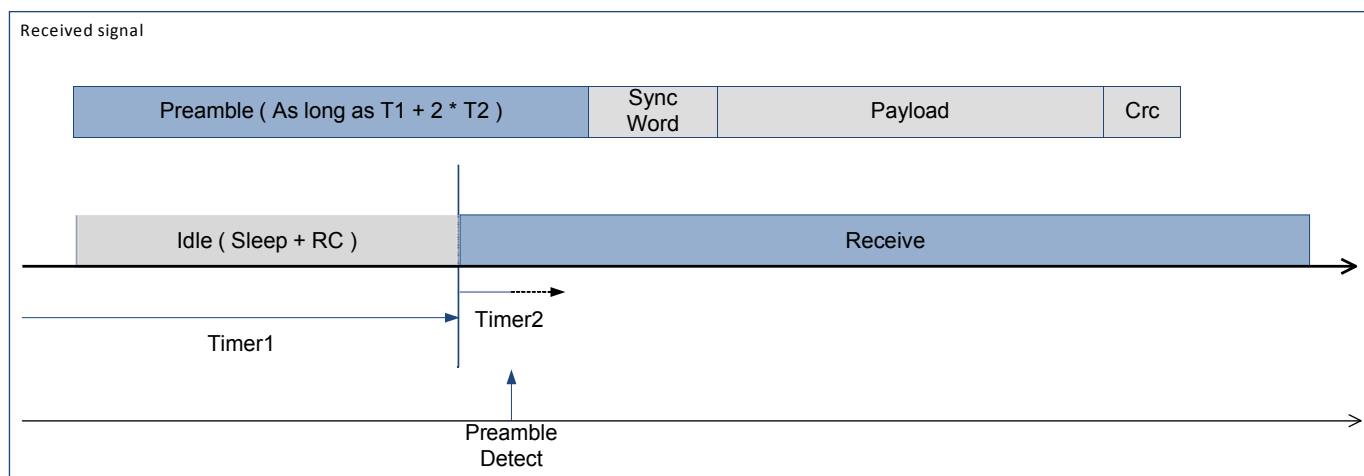 Received signal
Preamble ( As long as T1 + 2 * T2 )
Sync
Word
Payload
Crc
Idle ( Sleep + RC )
Receive
Timer2
Timer1
Preamble
Detect